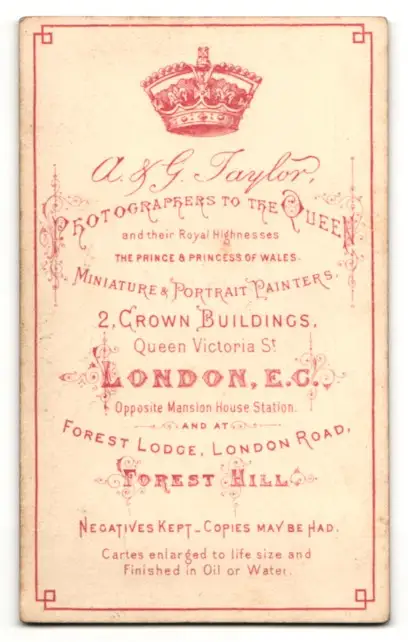 A. & G. Taylor,
PHOTOGRAPHERS TO THE QUEEN
and their Royal Highnesses
THE PRINCE & PRINCESS OF WALES.
MINIATURE & PORTRAIT PAINTERS.
2, CROWN BUILDINGS,
Queen Victoria St.
LONDON, E.C.,
Opposite Mansion House Station.
AND AT
FOREST LODGE, LONDON ROAD,
FOREST HILL.
NEGATIVES KEPT _ COPIES MAY BE HAD.
Cartes enlarged to life size and
Finished in Oil or Water.